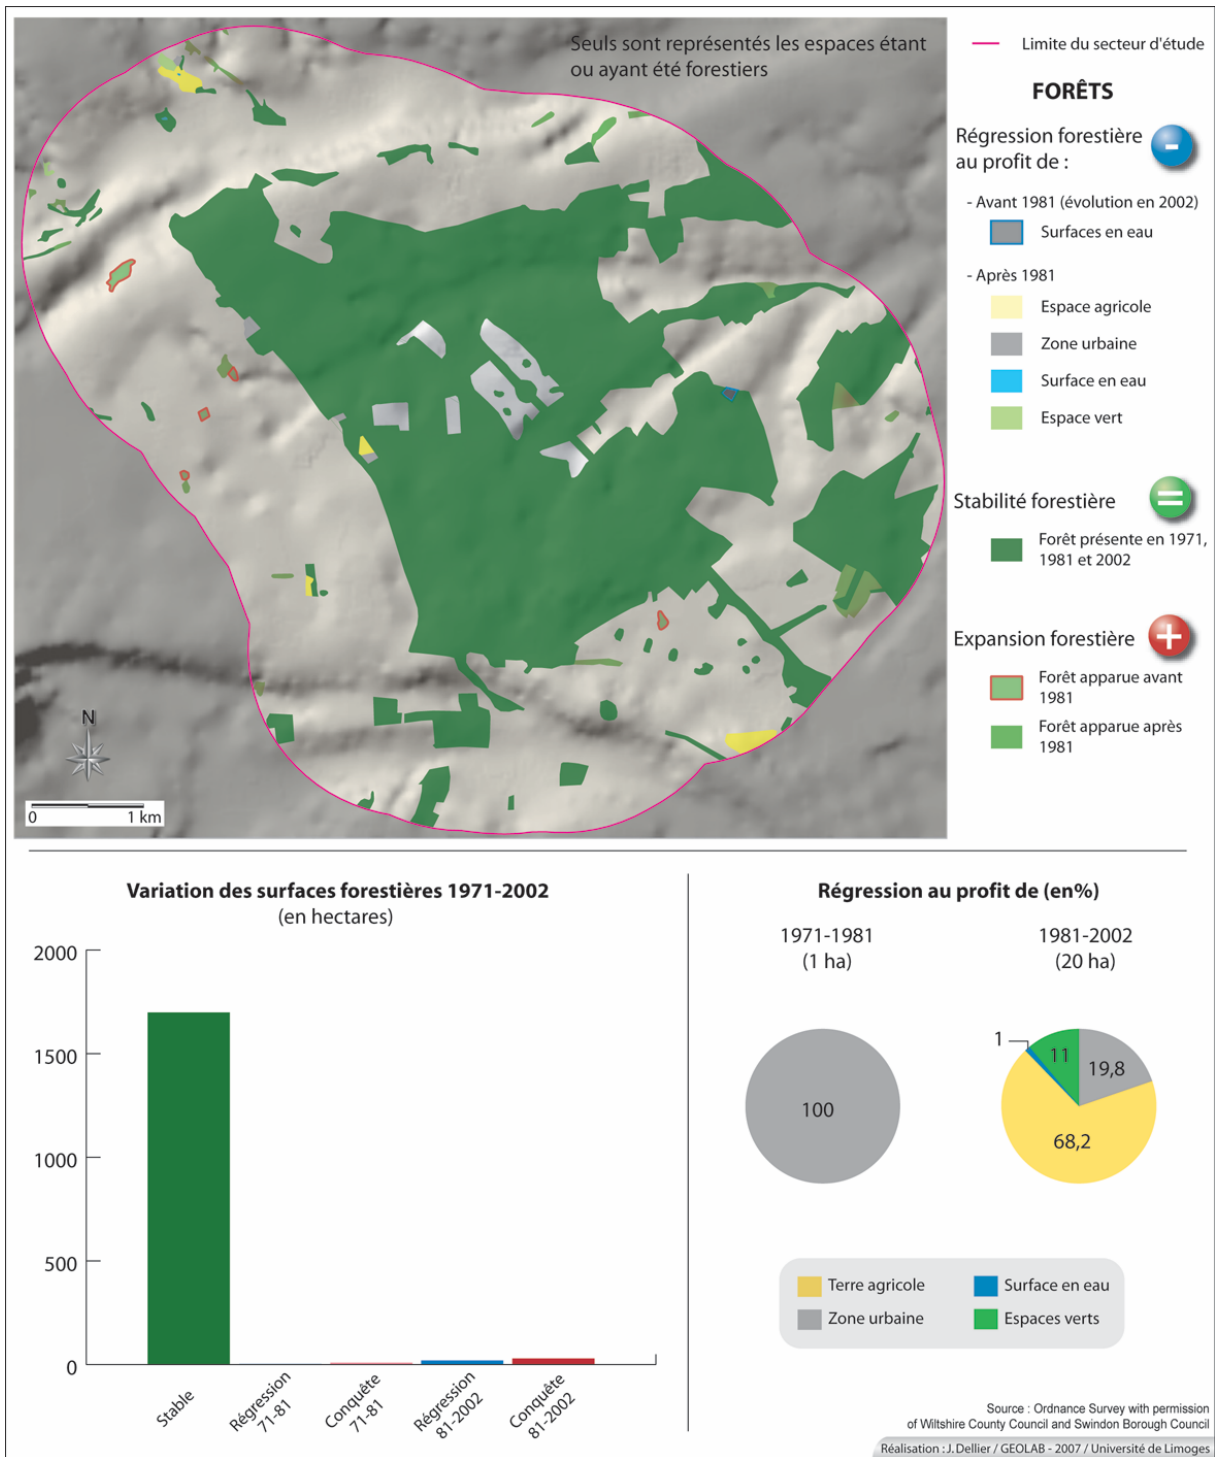 Seuls sont représentés les espaces étant
ou ayant été forestiers
N
0 1 km
Limite du secteur d'étude
FORÊTS
Régression forestière
au profit de :
-
- Avant 1981 (évolution en 2002)
Surfaces en eau
- Après 1981
Espace agricole
Zone urbaine
Surface en eau
Espace vert
Stabilité forestière
=
Forêt présente en 1971,
1981 et 2002
Expansion forestière
+
Forêt apparue avant
1981
Forêt apparue après
1981
Variation des surfaces forestières 1971-2002
(en hectares)
2000
1500
1000
500
0
Stable
Régression
71-81
Conquête
71-81
Régression
81-2002
Conquête
81-2002
Régression au profit de (en%)
1971-1981
(1 ha)
100
1981-2002
(20 ha)
1
11
19,8
68,2
Terre agricole
Surface en eau
Zone urbaine
Espaces verts
Source : Ordnance Survey with permission
of Wiltshire County Council and Swindon Borough Council
Réalisation : J. Dellier / GEOLAB - 2007 / Université de Limoges